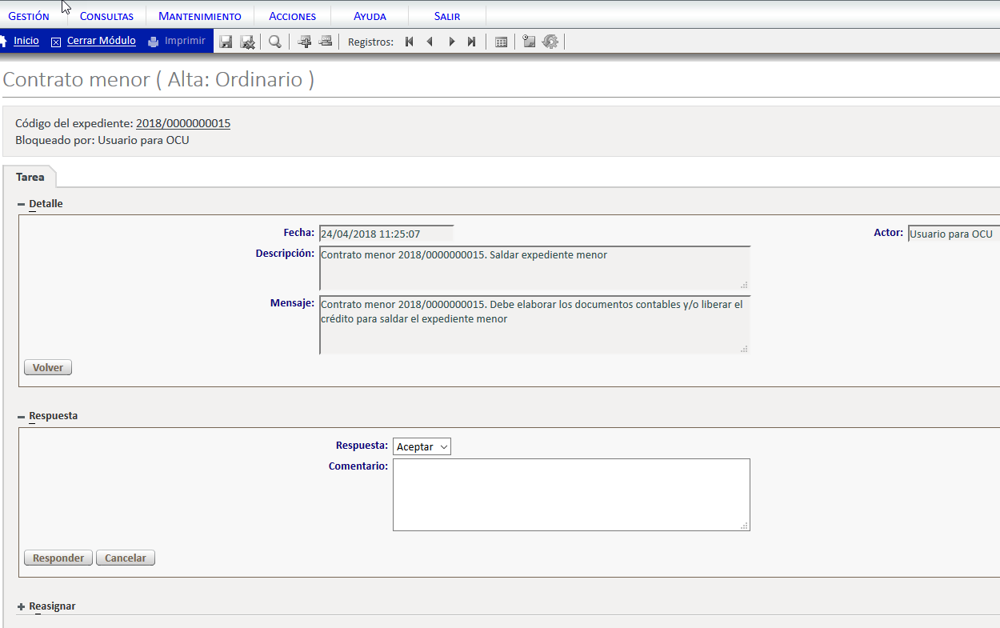 Gestión Consultas Mantenimiento Acciones Ayuda Salir
Inicio Cerrar Módulo Imprimir Registros:
Contrato menor ( Alta: Ordinario )
Código del expediente: 2018/0000000015
Bloqueado por: Usuario para OCU
Tarea
Detalle
Fecha: 24/04/2018 11:25:07 Actor: Usuario para OCU
Descripción: Contrato menor 2018/0000000015. Saldar expediente menor
Mensaje: Contrato menor 2018/0000000015. Debe elaborar los documentos contables y/o liberar el
crédito para saldar el expediente menor
Volver
Respuesta
Respuesta: Aceptar
Comentario:
Responder Cancelar
Reasignar